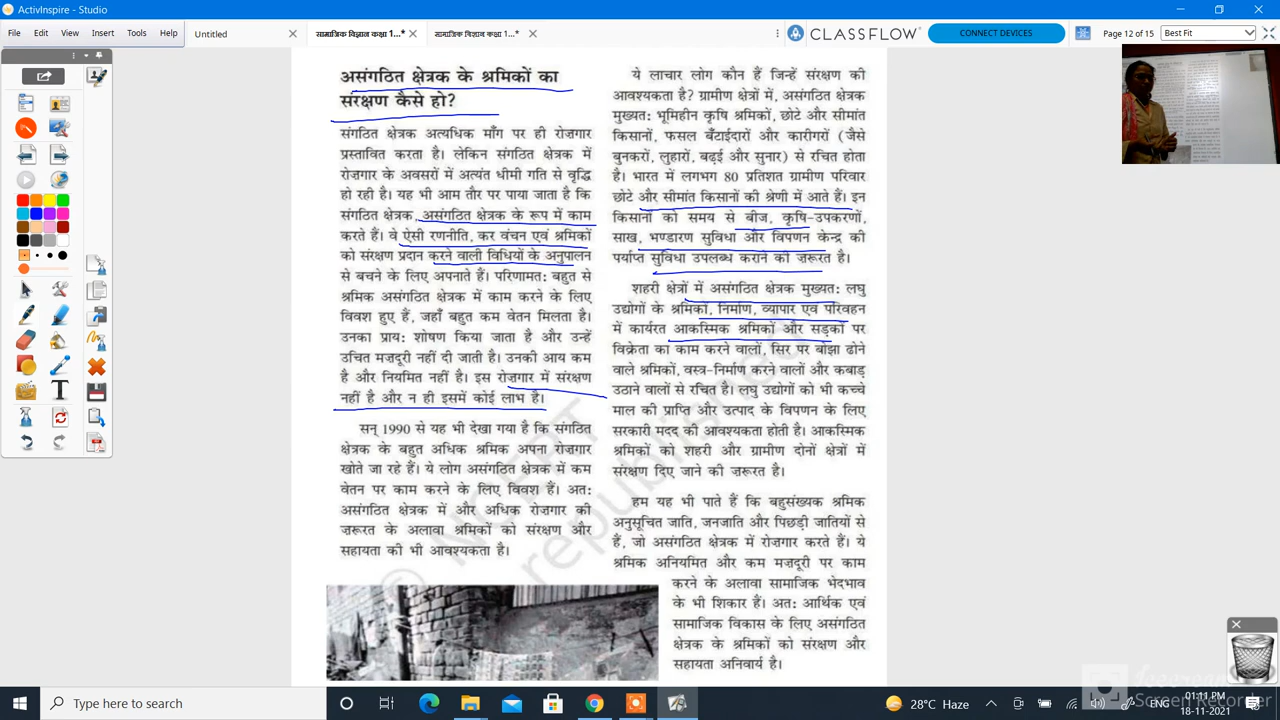 ActivInspire - Studio
File Edit View Insert Tools Help
Untitled
सामाजिक विज्ञान कक्षा 1...*
सामाजिक विज्ञान कक्षा 1...*
CLASSFLOW
CONNECT DEVICES
Page 12 of 15
Best Fit
असंगठित क्षेत्रक के श्रमिकों का
संरक्षण कैसे हो?
संगठित क्षेत्रक अत्यधिक माँग पर ही रोज़गार
प्रस्तावित करता है। लेकिन संगठित क्षेत्रक में
रोज़गार के अवसरों में अत्यंत धीमी गति से वृद्धि
हो रही है। यह भी आम तौर पर पाया जाता है कि
संगठित क्षेत्रक, असंगठित क्षेत्रक के रूप में काम
करते हैं। वे ऐसी रणनीति, कर वंचन एवं श्रमिकों
को संरक्षण प्रदान करने वाली विधियों के अनुपालन
से बचने के लिए अपनाते हैं। परिणामत: बहुत से
श्रमिक असंगठित क्षेत्रक में काम करने के लिए
विवश हुए हैं, जहाँ बहुत कम वेतन मिलता है।
उनका प्राय: शोषण किया जाता है और उन्हें
उचित मज़दूरी नहीं दी जाती है। उनकी आय कम
है और नियमित नहीं है। इस रोज़गार में संरक्षण
नहीं है और न ही इसमें कोई लाभ है।
सन् 1990 से यह भी देखा गया है कि संगठित
क्षेत्रक के बहुत अधिक श्रमिक अपना रोज़गार
खोते जा रहे हैं। ये लोग असंगठित क्षेत्रक में कम
वेतन पर काम करने के लिए विवश हैं। अत:
असंगठित क्षेत्रक में और अधिक रोज़गार की
ज़रूरत के अलावा श्रमिकों को संरक्षण और
सहायता की भी आवश्यकता है।
ये लाचार लोग कौन हैं जिन्हें संरक्षण की
आवश्यकता है? ग्रामीण क्षेत्रों में, असंगठित क्षेत्रक
मुख्यत: भूमिहीन कृषि श्रमिकों, छोटे और सीमांत
किसानों, फसल बँटाईदारों और कारीगरों (जैसे
बुनकरों, लुहारों, बढ़ई और सुनार) से रचित होता
है। भारत में लगभग 80 प्रतिशत ग्रामीण परिवार
छोटे और सीमांत किसानों की श्रेणी में आते हैं। इन
किसानों को समय से बीज, कृषि-उपकरणों,
साख, भण्डारण सुविधा और विपणन केन्द्र की
पर्याप्त सुविधा उपलब्ध कराने की ज़रूरत है।
शहरी क्षेत्रों में असंगठित क्षेत्रक मुख्यत: लघु
उद्योगों के श्रमिकों, निर्माण, व्यापार एवं परिवहन
में कार्यरत आकस्मिक श्रमिकों और सड़कों पर
विक्रेता का काम करने वालों, सिर पर बोझा ढोने
वाले श्रमिकों, वस्त्र-निर्माण करने वालों और कबाड़
उठाने वालों से रचित है। लघु उद्योगों को भी कच्चे
माल की प्राप्ति और उत्पाद के विपणन के लिए
सरकारी मदद की आवश्यकता होती है। आकस्मिक
श्रमिकों को शहरी और ग्रामीण दोनों क्षेत्रों में
संरक्षण दिए जाने की ज़रूरत है।
हम यह भी पाते हैं कि बहुसंख्यक श्रमिक
अनुसूचित जाति, जनजाति और पिछड़ी जातियों से
हैं, जो असंगठित क्षेत्रक में रोज़गार करते हैं। ये
श्रमिक अनियमित और कम मज़दूरी पर काम
करने के अलावा सामाजिक भेदभाव
के भी शिकार हैं। अत: आर्थिक एवं
सामाजिक विकास के लिए असंगठित
क्षेत्रक के श्रमिकों को संरक्षण और
सहायता अनिवार्य है।
© NCERT
republished
Screen Recorder
Type here to search
28°C Haze
ENG
01:11 PM
18-11-2021